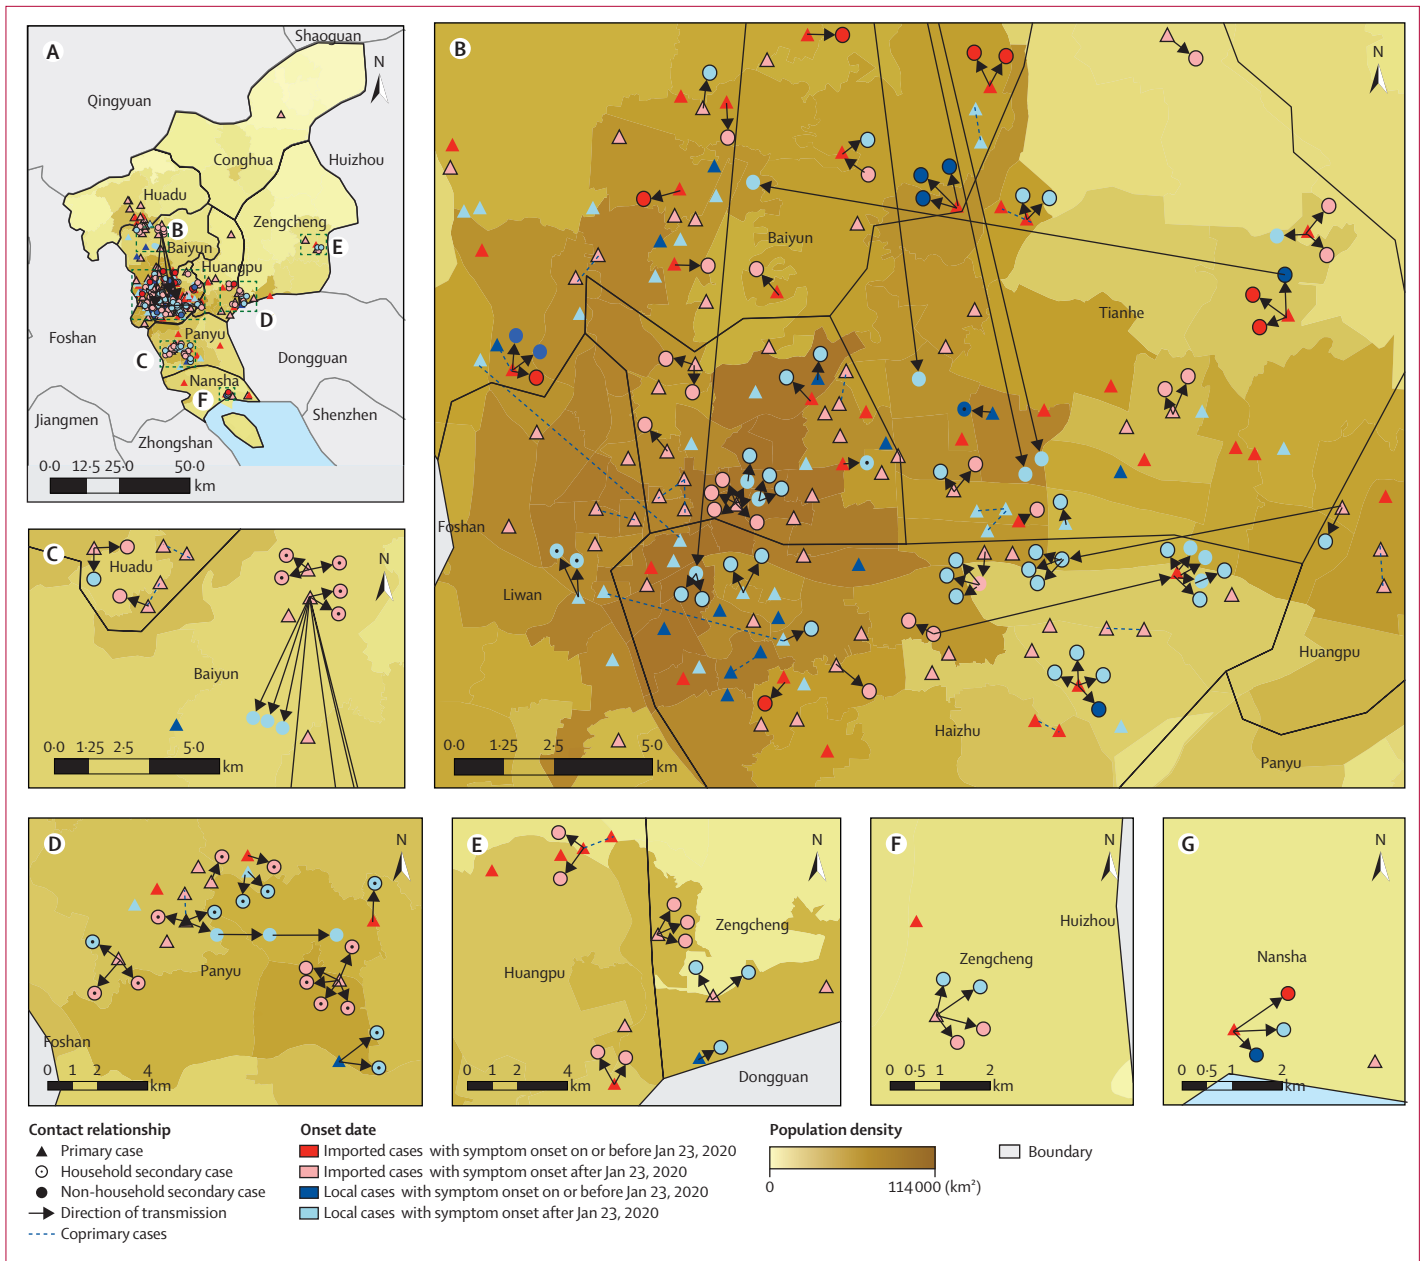 A
Shaoguan
N
Qingyuan
Conghua
Huizhou
Huadu
Zengcheng
B
Baiyun
E
Huangpu
D
Foshan
Panyu
C
Dongguan
Nansha
F
Jiangmen
Shenzhen
Zhongshan
0·0 12·5 25·0 50·0
km
B
N
Baiyun
Tianhe
Foshan
Liwan
Huangpu
Haizhu
Panyu
0·0 1·25 2·5 5·0
km
C
N
Huadu
Baiyun
0·0 1·25 2·5 5·0
km
D
N
Panyu
Foshan
0 1 2 4
km
E
N
Zengcheng
Huangpu
Dongguan
0 1 2 4
km
F
N
Huizhou
Zengcheng
0 0·5 1 2
km
G
N
Nansha
0 0·5 1 2
km
Contact relationship
Primary case
Household secondary case
Non-household secondary case
Direction of transmission
Coprimary cases
Onset date
Imported cases with symptom onset on or before Jan 23, 2020
Imported cases with symptom onset after Jan 23, 2020
Local cases with symptom onset on or before Jan 23, 2020
Local cases with symptom onset after Jan 23, 2020
Population density
0 114 000 (km²)
Boundary